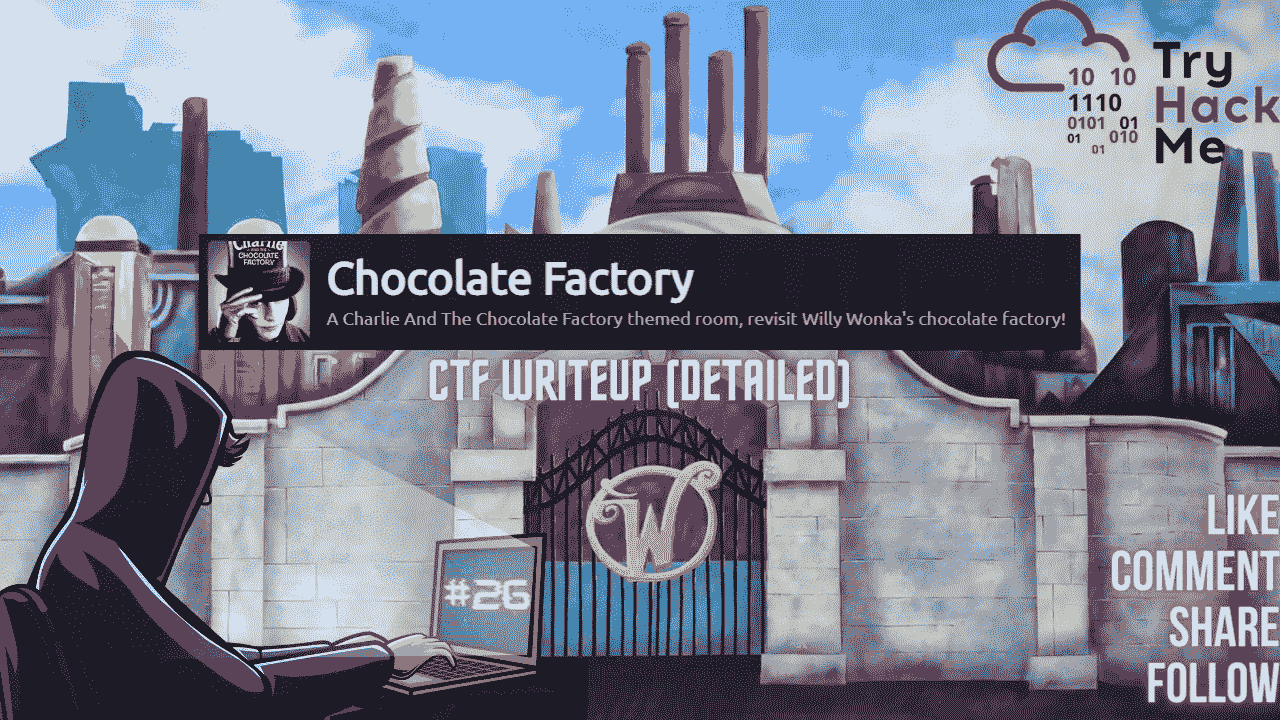 Try
Hack
Me
10 10
1110
0101 01
01 010
01
Charlie
CHOCOLATE
FACTORY
Chocolate Factory
A Charlie And The Chocolate Factory themed room, revisit Willy Wonka's chocolate factory!
CTF WRITEUP (DETAILED)
W
#26
LIKE
COMMENT
SHARE
FOLLOW